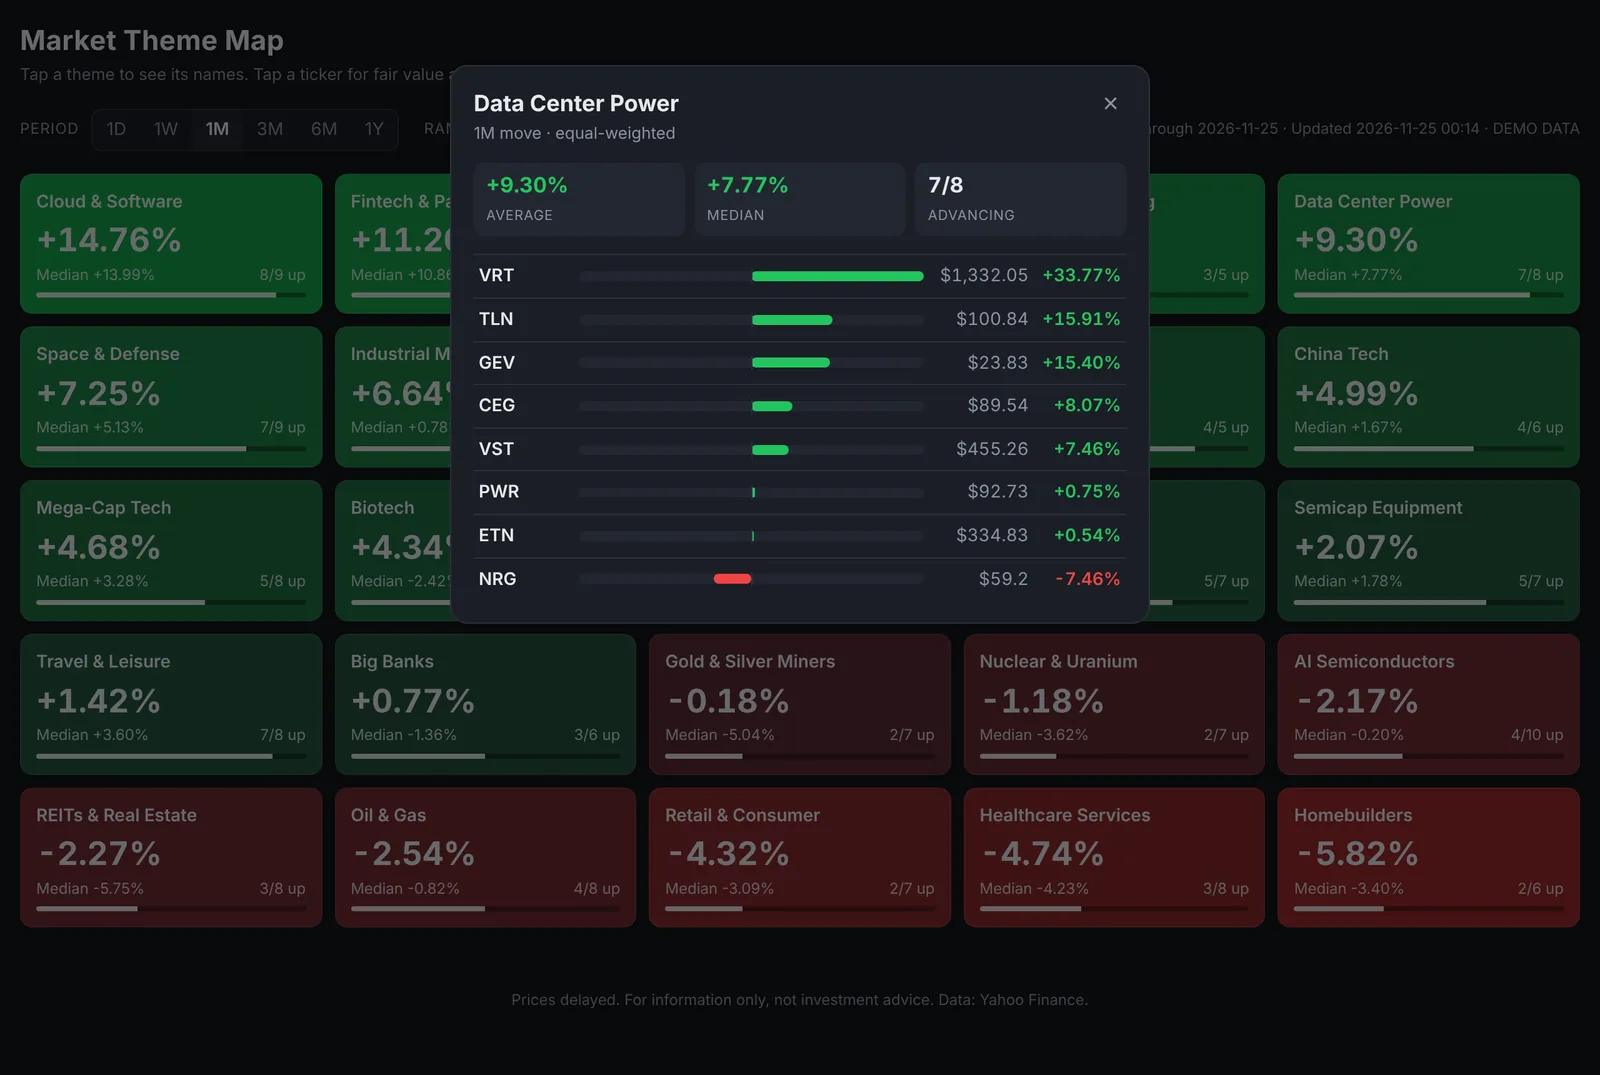 Market Theme Map
Tap a theme to see its names. Tap a ticker for fair value
PERIOD 1D 1W 1M 3M 6M 1Y
2026-11-25 · Updated 2026-11-25 00:14 · DEMO DATA
Data Center Power
×
1M move · equal-weighted
+9.30%
AVERAGE
+7.77%
MEDIAN
7/8
ADVANCING
VRT $1,332.05 +33.77%
TLN $100.84 +15.91%
GEV $23.83 +15.40%
CEG $89.54 +8.07%
VST $455.26 +7.46%
PWR $92.73 +0.75%
ETN $334.83 +0.54%
NRG $59.2 -7.46%
Cloud & Software
+14.76%
Median +13.99% 8/9 up
Fintech &
3/5 up
Data Center Power
+9.30%
Median +7.77% 7/8 up
Space & Defense
+7.25%
Median +5.13% 7/9 up
Industrial
+6.64
Median +0.78
4/5 up
China Tech
+4.99%
Median +1.67% 4/6 up
Mega-Cap Tech
+4.68%
Median +3.28% 5/8 up
Biotech
+4.34
Median -2.42
5/7 up
Semicap Equipment
+2.07%
Median +1.78% 5/7 up
Travel & Leisure
+1.42%
Median +3.60% 7/8 up
Big Banks
+0.77%
Median -1.36% 3/6 up
Gold & Silver Miners
-0.18%
Median -5.04% 2/7 up
Nuclear & Uranium
-1.18%
Median -3.62% 2/7 up
AI Semiconductors
-2.17%
Median -0.20% 4/10 up
REITs & Real Estate
-2.27%
Median -5.75% 3/8 up
Oil & Gas
-2.54%
Median -0.82% 4/8 up
Retail & Consumer
-4.32%
Median -3.09% 2/7 up
Healthcare Services
-4.74%
Median -4.23% 3/8 up
Homebuilders
-5.82%
Median -3.40% 2/6 up
Prices delayed. For information only, not investment advice. Data: Yahoo Finance.